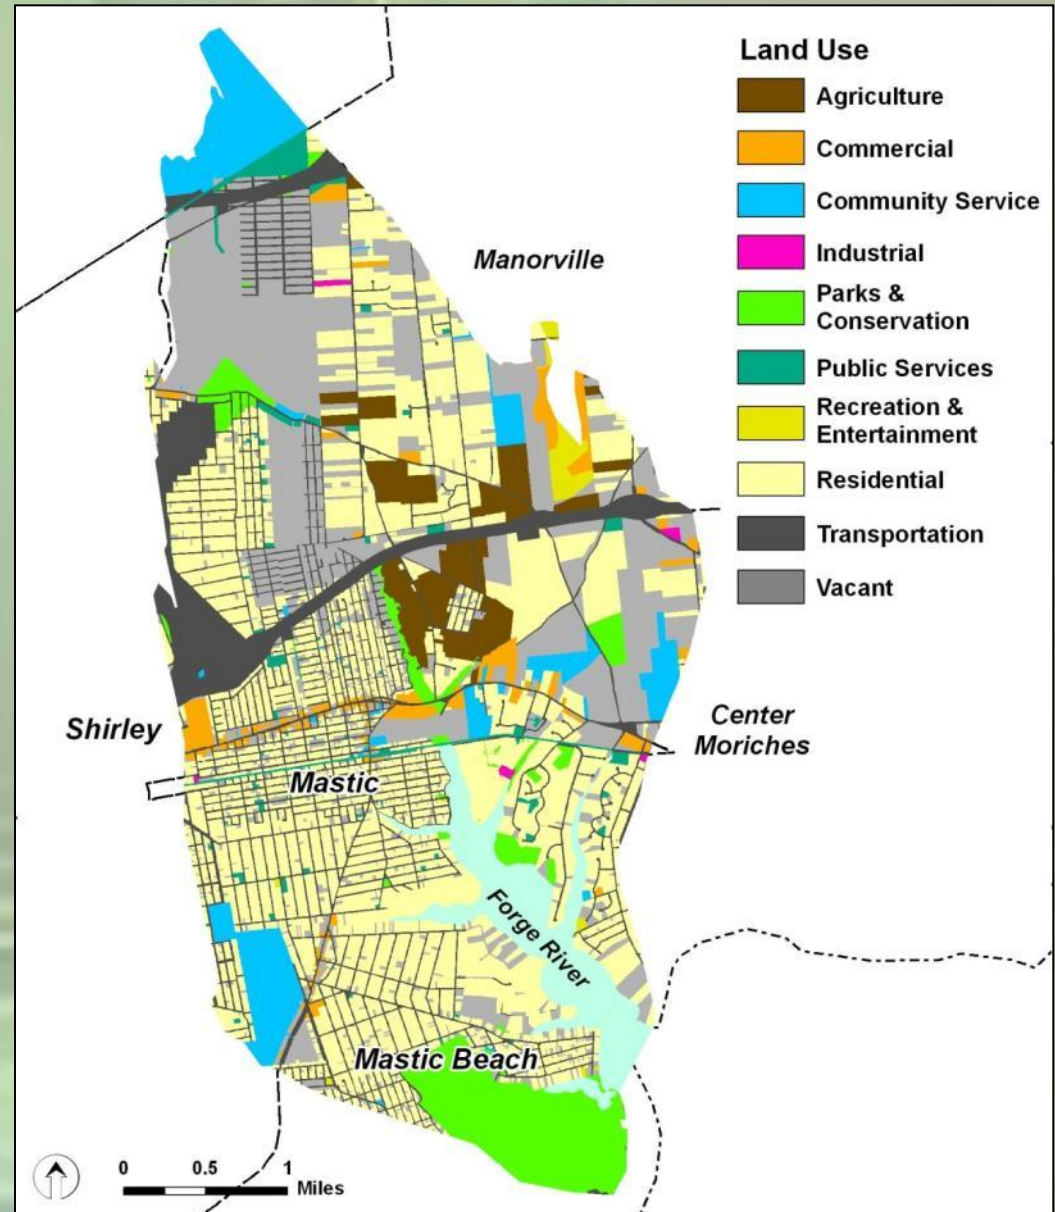 Land Use
Agriculture
Commercial
Community Service
Industrial
Parks &
Conservation
Public Services
Recreation &
Entertainment
Residential
Transportation
Vacant
Manorville
Shirley
Center
Moriches
Mastic
Forge River
Mastic Beach
0 0.5 1
Miles